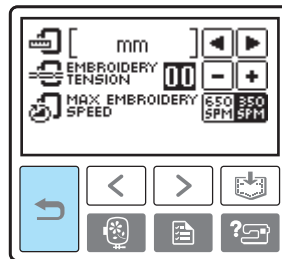 [ mm ]
EMBROIDERY
TENSION 00 - +
MAX EMBROIDERY 650 350
SPEED SPM SPM
?